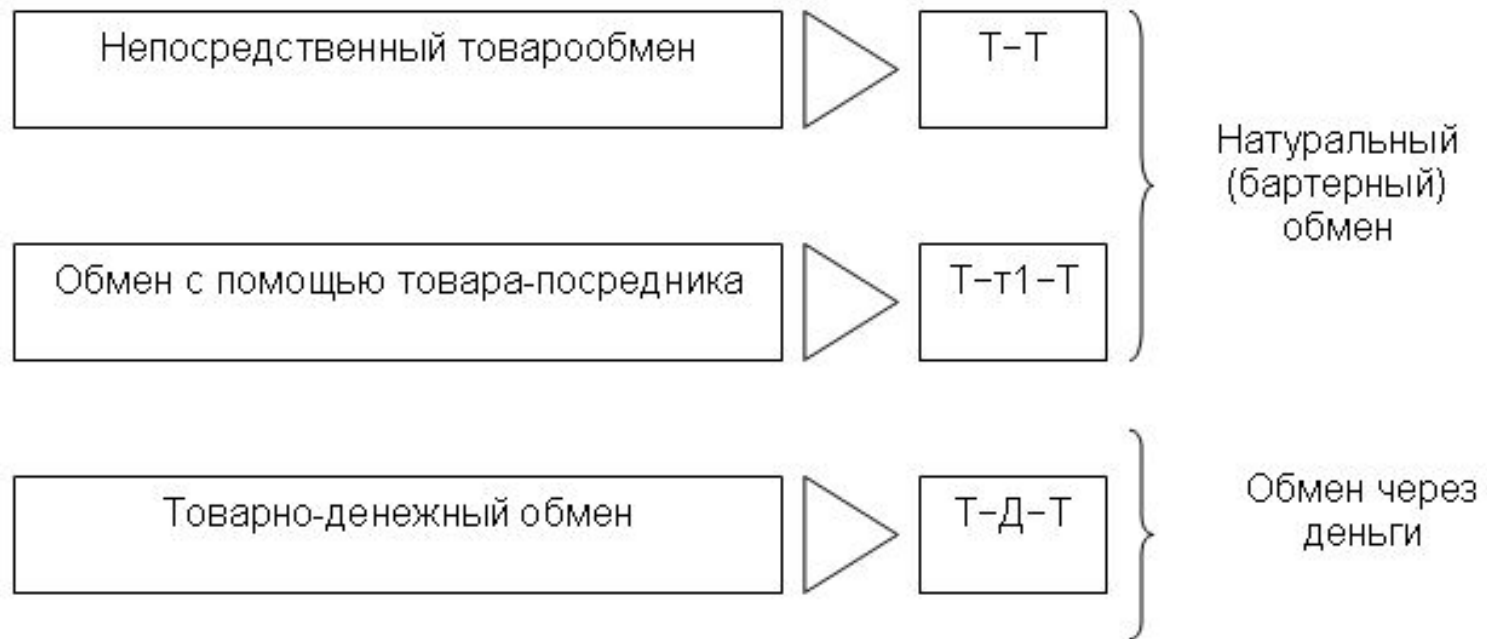 Непосредственный товарообмен
Т–Т
Натуральный
(бартерный)
обмен
Обмен с помощью товара-посредника
Т–т1–Т
Товарно-денежный обмен
Т–Д–Т
Обмен через
деньги